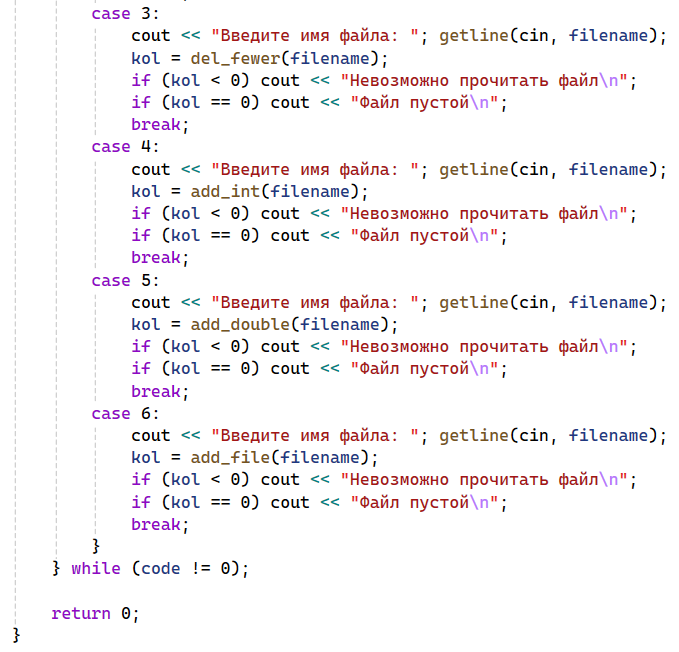 case 3:
cout << "Введите имя файла: "; getline(cin, filename);
kol = del_fewer(filename);
if (kol < 0) cout << "Невозможно прочитать файл\n";
if (kol == 0) cout << "Файл пустой\n";
break;
case 4:
cout << "Введите имя файла: "; getline(cin, filename);
kol = add_int(filename);
if (kol < 0) cout << "Невозможно прочитать файл\n";
if (kol == 0) cout << "Файл пустой\n";
break;
case 5:
cout << "Введите имя файла: "; getline(cin, filename);
kol = add_double(filename);
if (kol < 0) cout << "Невозможно прочитать файл\n";
if (kol == 0) cout << "Файл пустой\n";
break;
case 6:
cout << "Введите имя файла: "; getline(cin, filename);
kol = add_file(filename);
if (kol < 0) cout << "Невозможно прочитать файл\n";
if (kol == 0) cout << "Файл пустой\n";
break;
}
} while (code != 0);
return 0;
}